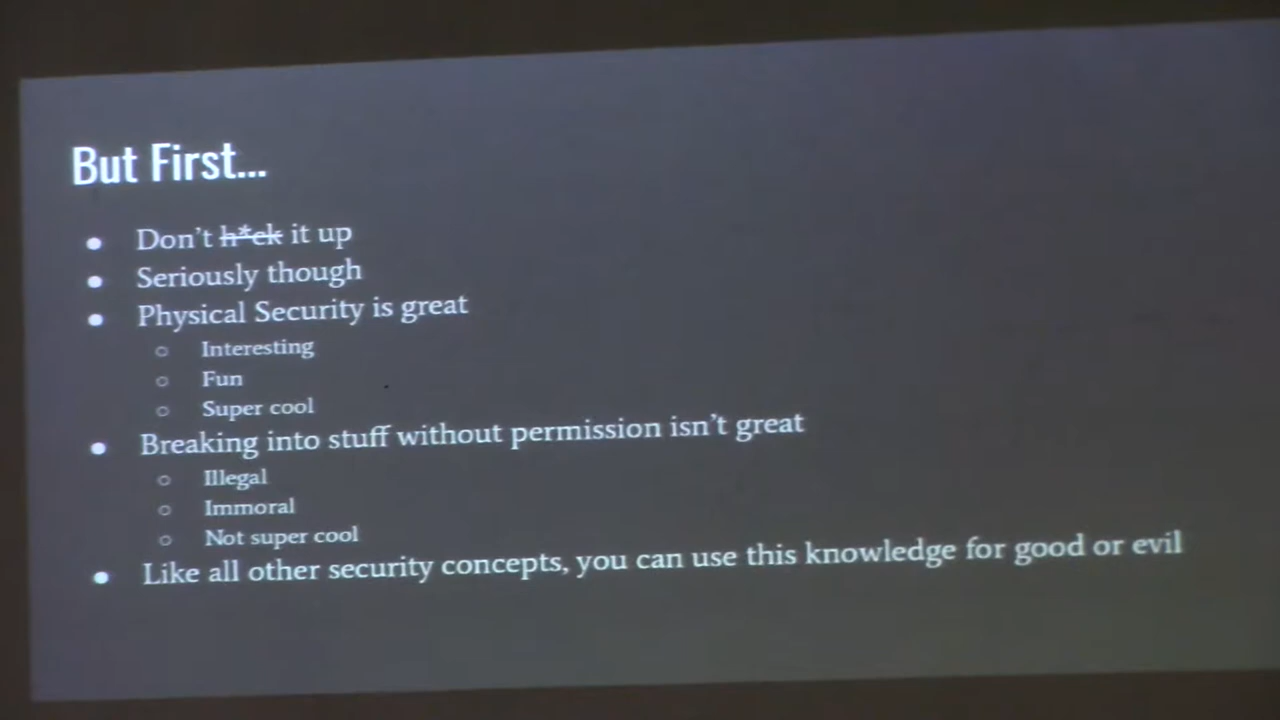 But First...
● Don't h*ck it up
● Seriously though
● Physical Security is great
○ Interesting
○ Fun
○ Super cool
● Breaking into stuff without permission isn't great
○ Illegal
○ Immoral
○ Not super cool
● Like all other security concepts, you can use this knowledge for good or evil